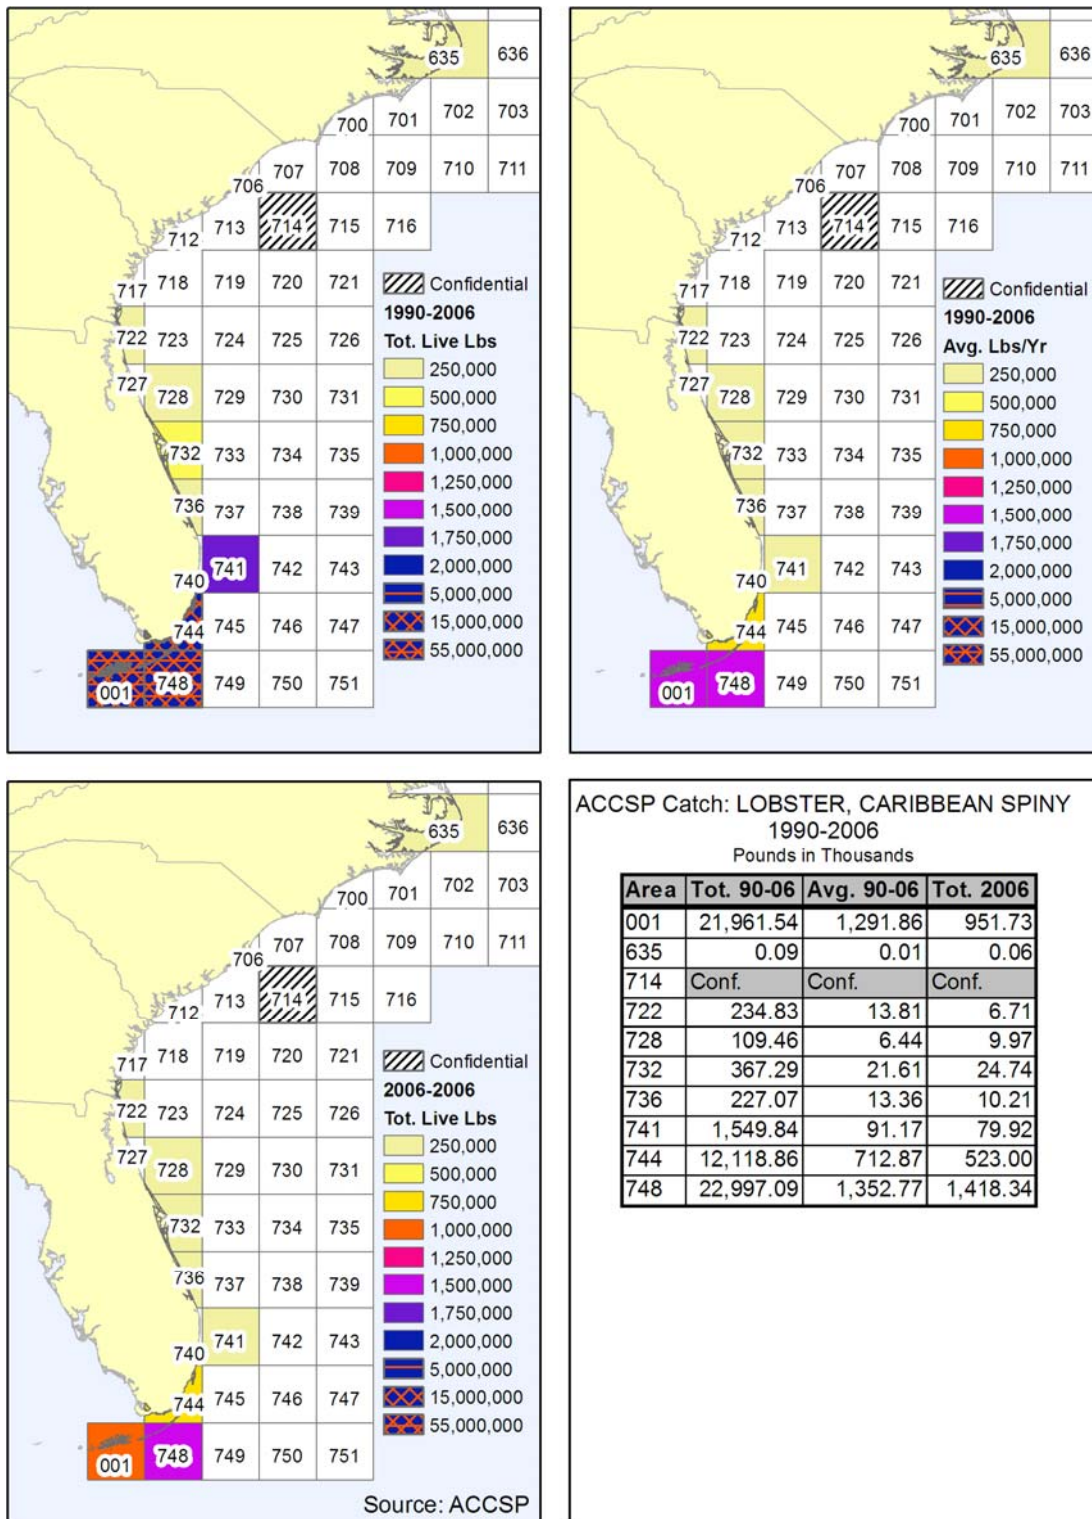 635 636
700 701 702 703
706 707 708 709 710 711
712 713 714 715 716
717 718 719 720 721
722 723 724 725 726
727 728 729 730 731
732 733 734 735
736 737 738 739
740 741 742 743
744 745 746 747
001 748 749 750 751
Confidential
1990-2006
Tot. Live Lbs
250,000
500,000
750,000
1,000,000
1,250,000
1,500,000
1,750,000
2,000,000
5,000,000
15,000,000
55,000,000
635 636
700 701 702 703
706 707 708 709 710 711
712 713 714 715 716
717 718 719 720 721
722 723 724 725 726
727 728 729 730 731
732 733 734 735
736 737 738 739
740 741 742 743
744 745 746 747
001 748 749 750 751
Confidential
1990-2006
Avg. Lbs/Yr
250,000
500,000
750,000
1,000,000
1,250,000
1,500,000
1,750,000
2,000,000
5,000,000
15,000,000
55,000,000
635 636
700 701 702 703
706 707 708 709 710 711
712 713 714 715 716
717 718 719 720 721
722 723 724 725 726
727 728 729 730 731
732 733 734 735
736 737 738 739
740 741 742 743
744 745 746 747
001 748 749 750 751
Confidential
2006-2006
Tot. Live Lbs
250,000
500,000
750,000
1,000,000
1,250,000
1,500,000
1,750,000
2,000,000
5,000,000
15,000,000
55,000,000
Source: ACCSP
ACCSP Catch: LOBSTER, CARIBBEAN SPINY
1990-2006
Pounds in Thousands
Area Tot. 90-06 Avg. 90-06 Tot. 2006
001 21,961.54 1,291.86 951.73
635 0.09 0.01 0.06
714 Conf. Conf. Conf.
722 234.83 13.81 6.71
728 109.46 6.44 9.97
732 367.29 21.61 24.74
736 227.07 13.36 10.21
741 1,549.84 91.17 79.92
744 12,118.86 712.87 523.00
748 22,997.09 1,352.77 1,418.34